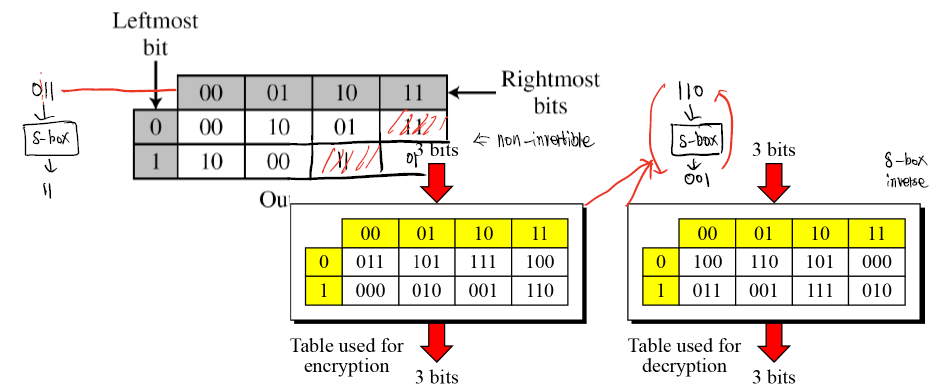 Leftmost
bit
011
S-box
11
00 01 10 11
Rightmost
bits
0 00 10 01 11
1 10 00 11 01
← non-invertible
Ou
3 bits
00 01 10 11
0 011 101 111 100
1 000 010 001 110
Table used for
encryption
3 bits
110
S-box
001
3 bits
S-box
inverse
00 01 10 11
0 100 110 101 000
1 011 001 111 010
Table used for
decryption
3 bits